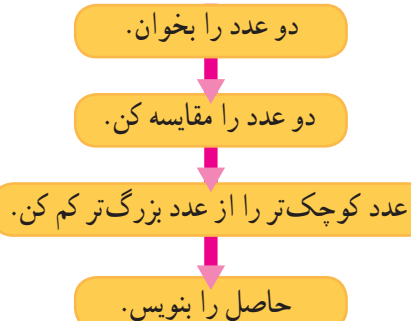 دو عدد را بخوان.
دو عدد را مقایسه کن.
عدد کوچک‌تر را از عدد بزرگ‌تر کم کن.
حاصل را بنویس.